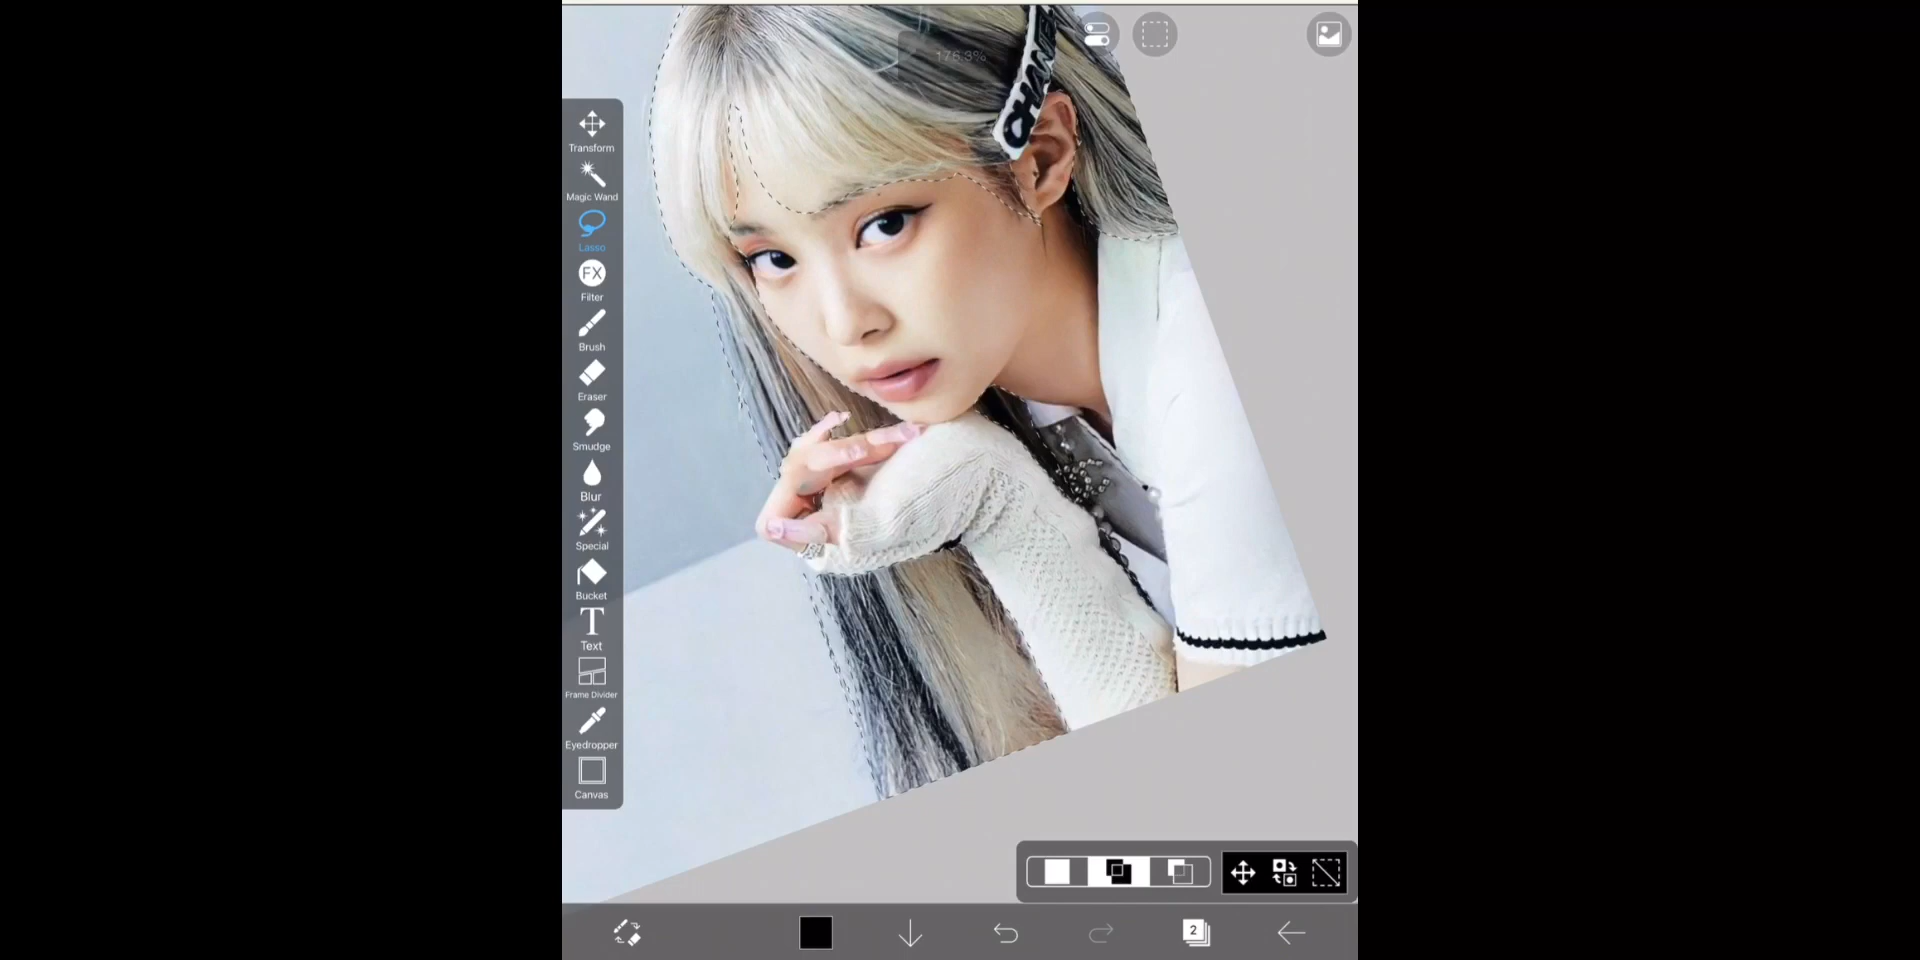 176.3%
CHANEL
Transform
Magic Wand
Lasso
FX
Filter
Brush
Eraser
Smudge
Blur
Special
Bucket
T
Text
Frame Divider
Eyedropper
Canvas
2